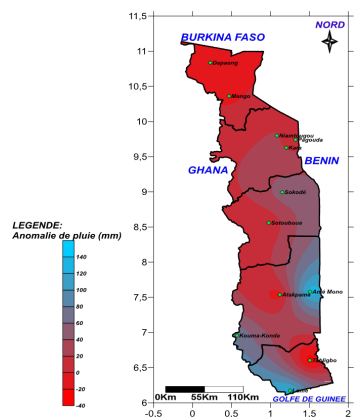 11.5
NORD
BURKINA FASO
11
Dapaong
10.5
Mango
10
Niamtougou
Pagouda
Kara
9.5
BENIN
GHANA
9
Sokodé
8.5
Sotouboua
LEGENDE:
Anomalie de pluie (mm)
8
140
120
7.5
Atakpamé
Anié Mono
100
80
7
Kouma-Konda
60
40
6.5
Tabligbo
20
0
Lomé
0Km 55Km 110Km
GOLFE DE GUINEE
-20
-40
6
-0.5 0 0.5 1 1.5 2